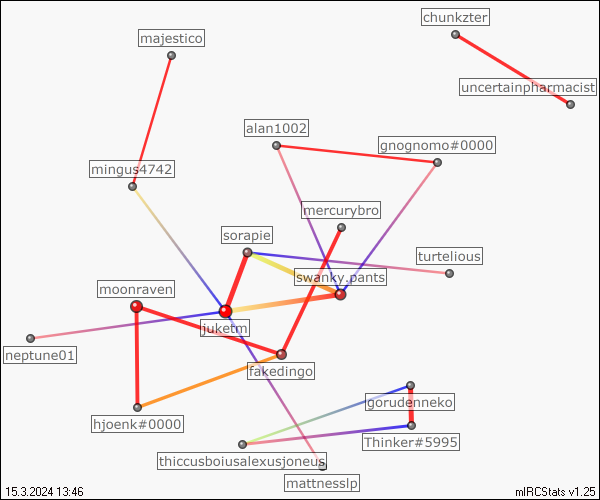 chunkzter
majestico
uncertainpharmacist
alan1002
gnognomo#0000
mingus4742
mercurybro
sorapie
turtelious
swanky.pants
moonraven
juketm
neptune01
fakedingo
gorudenneko
hjoenk#0000
Thinker#5995
thiccusboiusalexusjoneus
mattnesslp
15.3.2024 13:46
mIRCStats v1.25